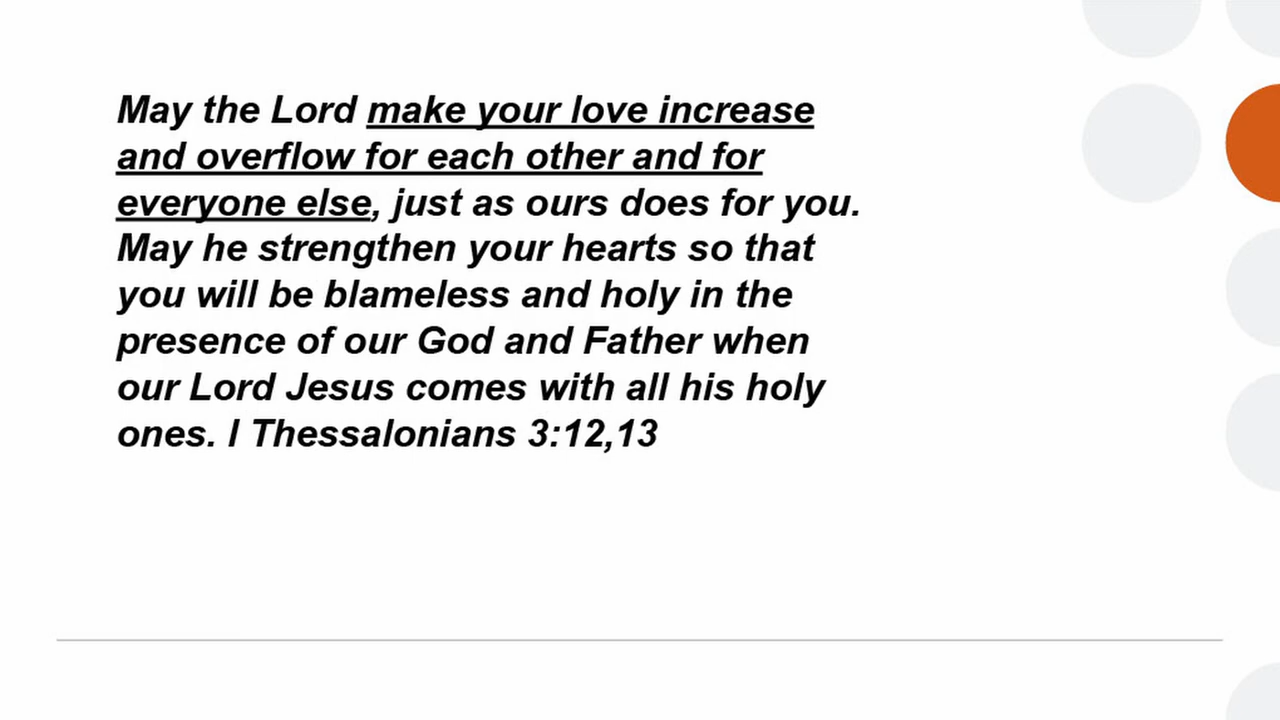 May the Lord make your love increase
and overflow for each other and for
everyone else, just as ours does for you.
May he strengthen your hearts so that
you will be blameless and holy in the
presence of our God and Father when
our Lord Jesus comes with all his holy
ones. I Thessalonians 3:12,13